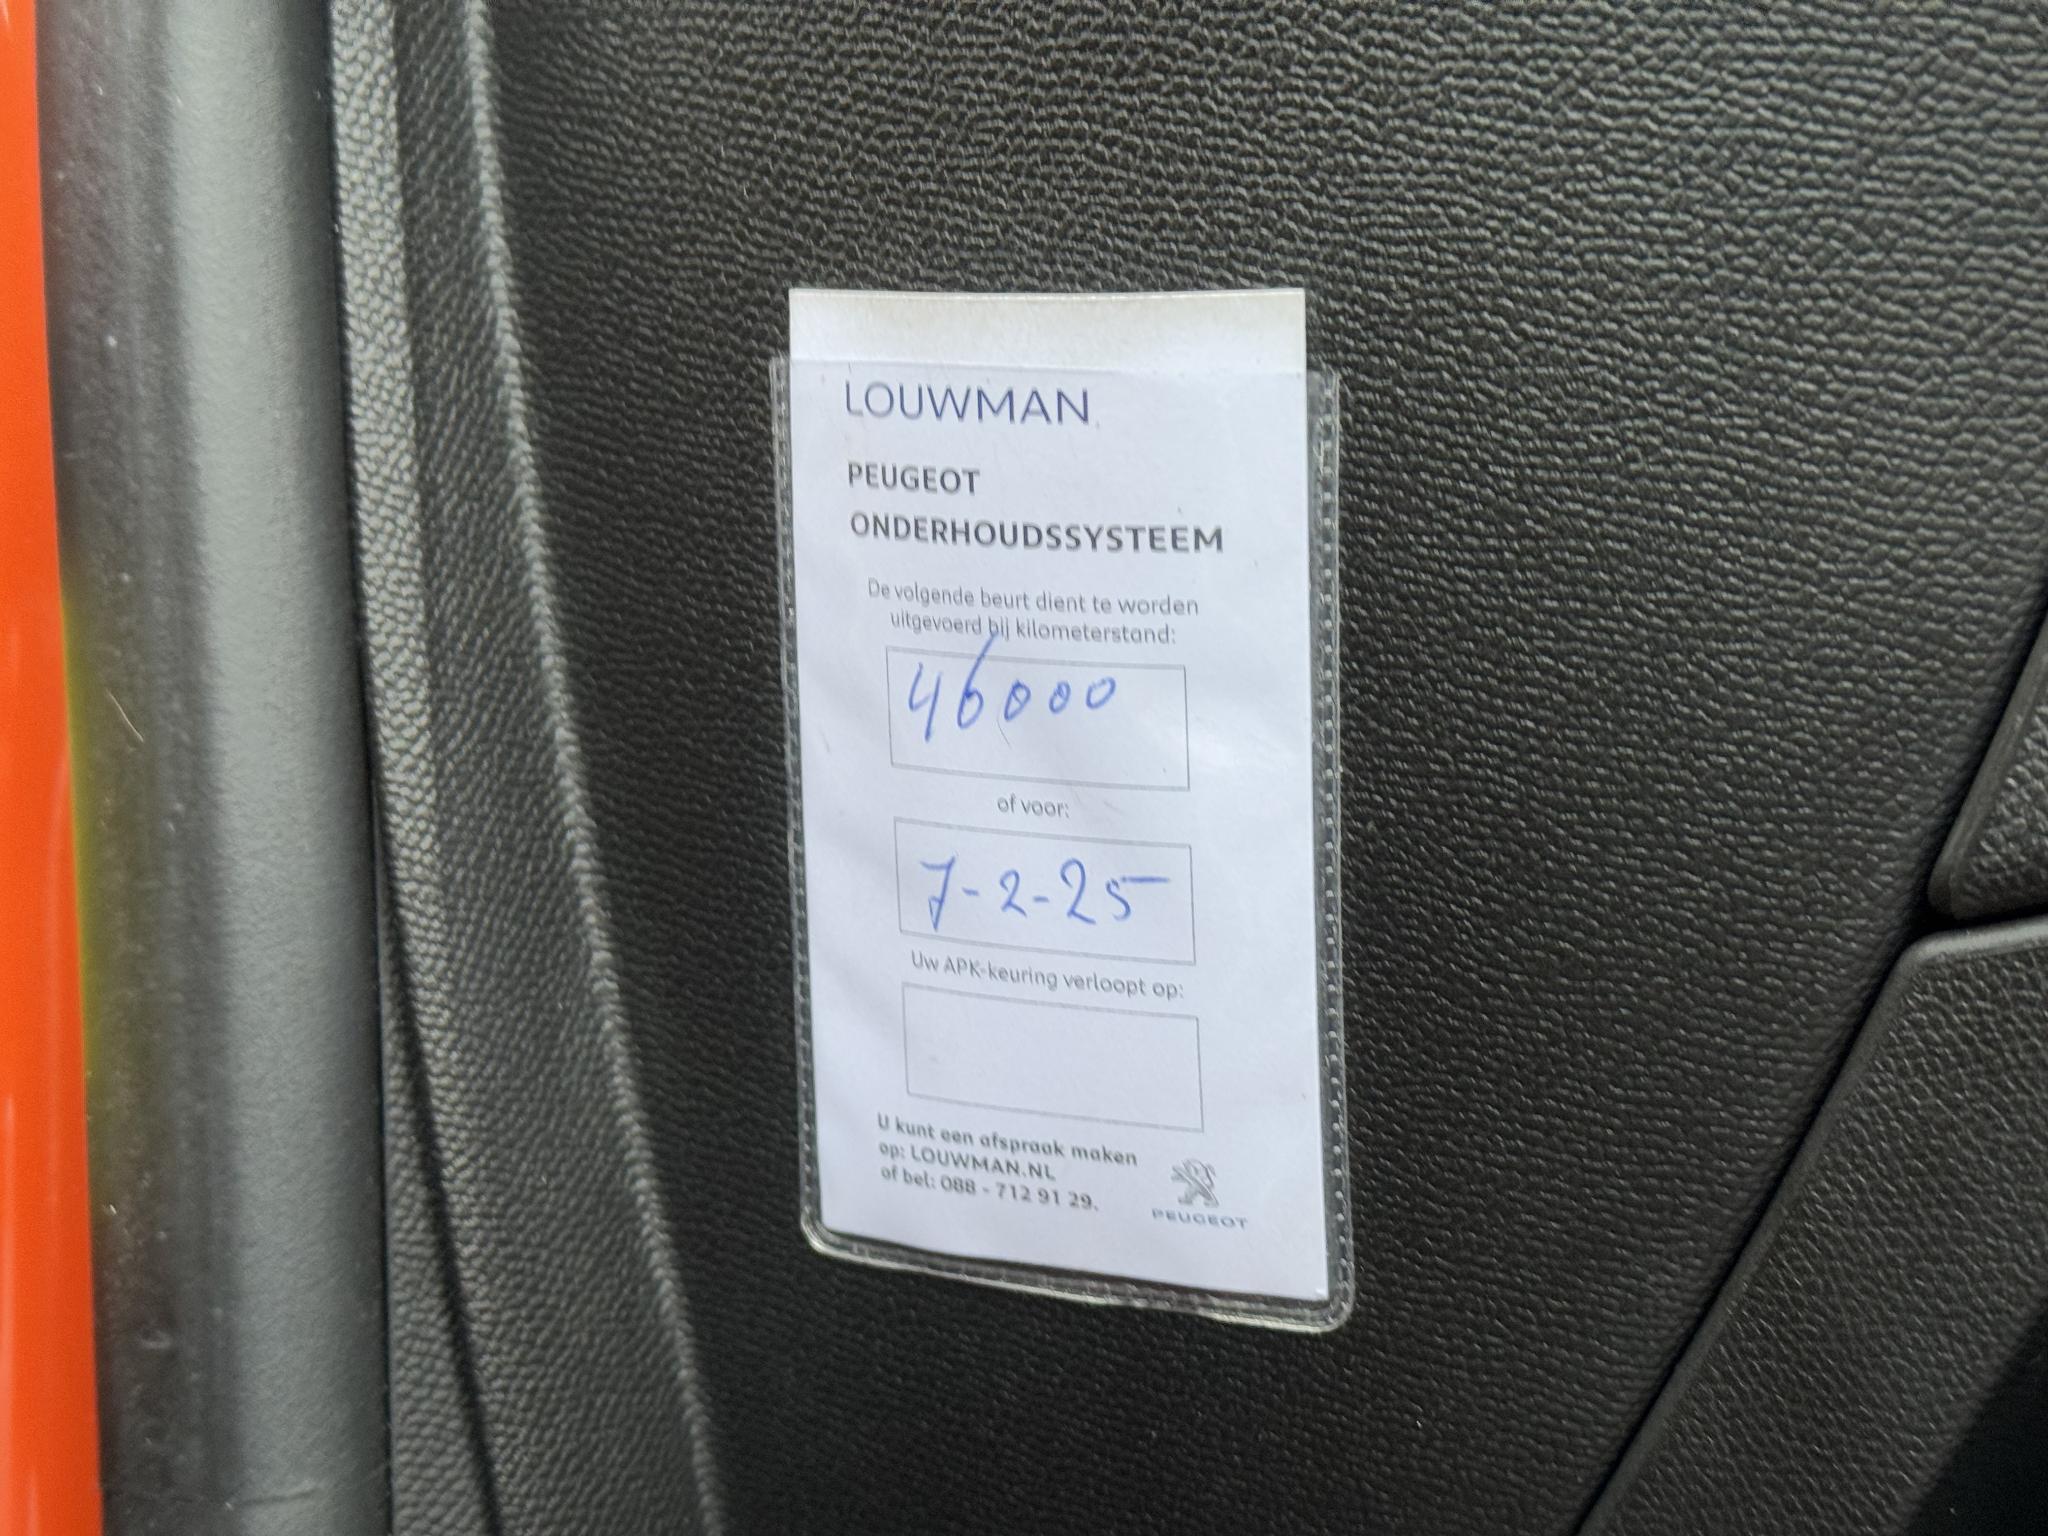 LOUWMAN
PEUGEOT
ONDERHOUDSSYSTEEM
De volgende beurt dient te worden
uitgevoerd bij kilometerstand:
46000
of voor:
7-2-25
Uw APK-keuring verloopt op:
U kunt een afspraak maken
op: LOUWMAN.NL
of bel: 088 - 712 91 29.
PEUGEOT